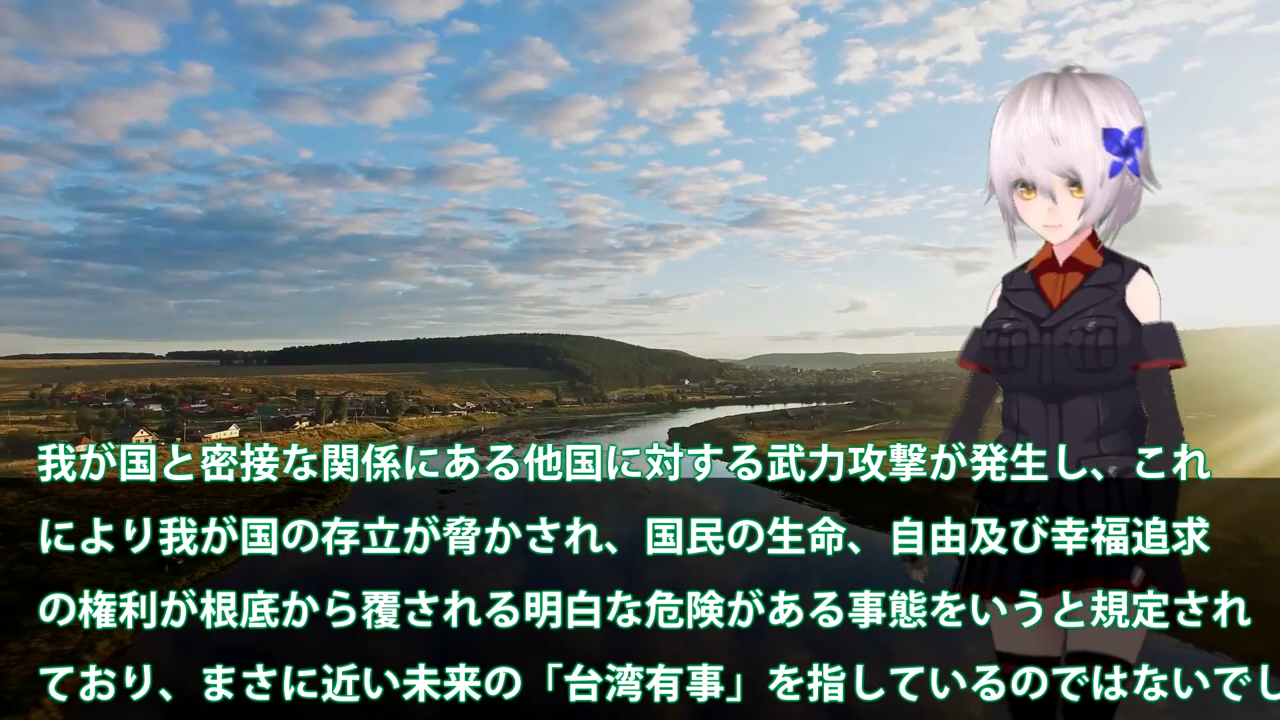 我が国と密接な関係にある他国に対する武力攻撃が発生し、これ
により我が国の存立が脅かされ、国民の生命、自由及び幸福追求
の権利が根底から覆される明白な危険がある事態をいうと規定され
ており、まさに近い未来の「台湾有事」を指しているのではないでし